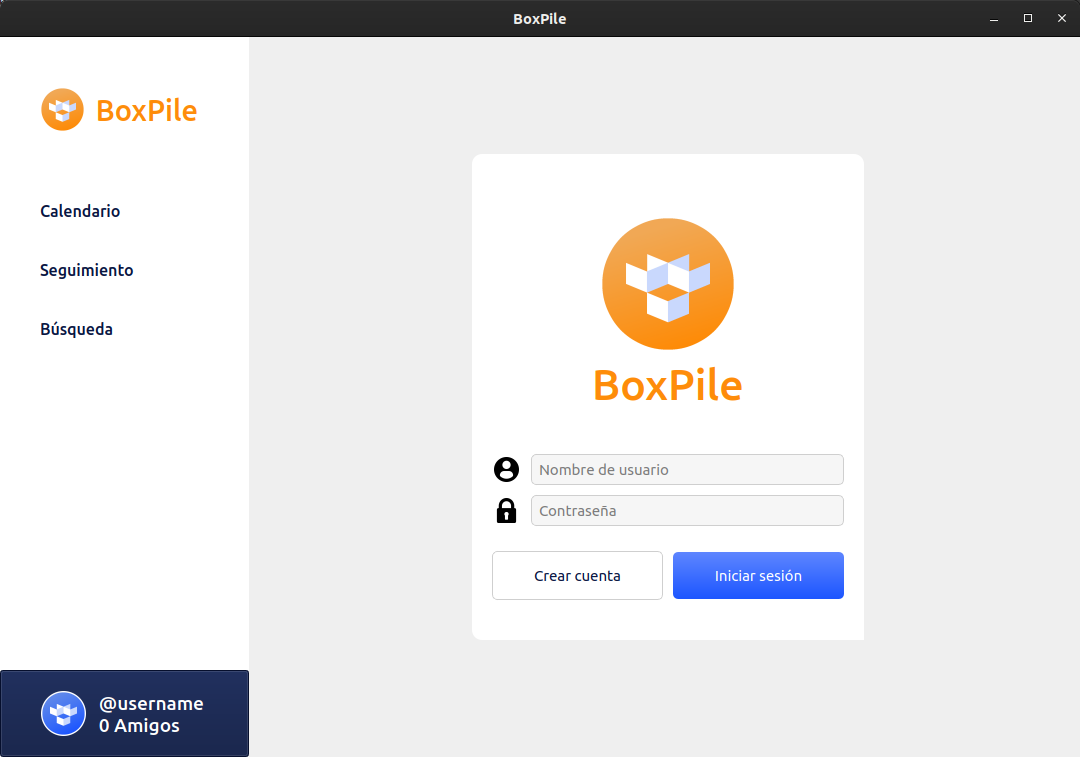 BoxPile
BoxPile
Calendario
Seguimiento
Búsqueda
@username
0 Amigos
BoxPile
Nombre de usuario
Contraseña
Crear cuenta
Iniciar sesión